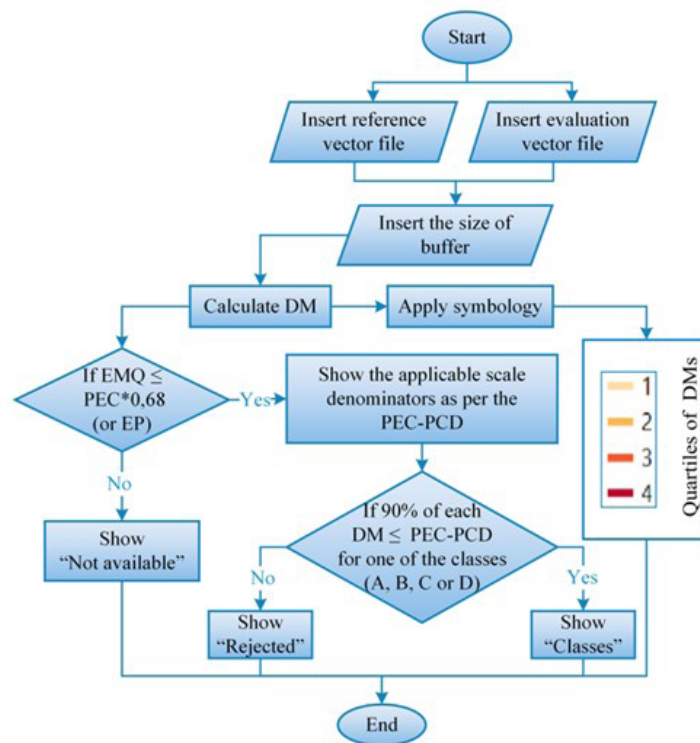 Start
Insert reference
vector file
Insert evaluation
vector file
Insert the size of
buffer
Calculate DM
Apply symbology
If EMQ ≤
PEC*0,68
(or EP)
Yes
Show the applicable scale
denominators as per the
PEC-PCD
1
2
3
4
Quartiles of DMs
No
If 90% of each
DM ≤ PEC-PCD
for one of the classes
(A, B, C or D)
Show
“Not available”
No
Yes
Show
“Rejected”
Show
“Classes”
End